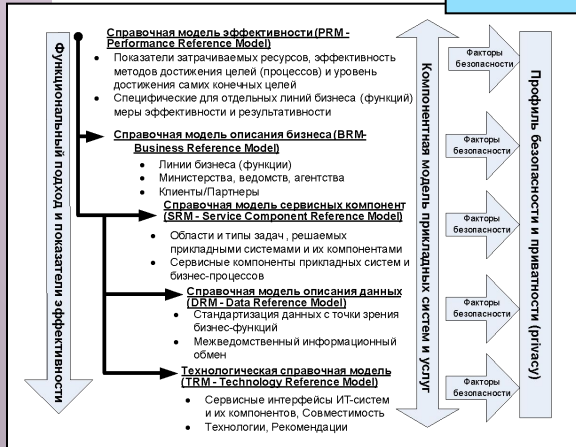 Функциональный подход и показатели эффективности
Справочная модель эффективности (PRM -
Performance Reference Model)
Показатели затрачиваемых ресурсов, эффективность
методов достижения целей (процессов) и уровень
достижения самих конечных целей
Специфические для отдельных линий бизнеса (функций)
меры эффективности и результативности
Справочная модель описания бизнеса (BRM-
Business Reference Model)
Линии бизнеса (функции)
Министерства, ведомств, агентства
Клиенты/Партнеры
Справочная модель сервисных компонент
(SRM - Service Component Reference Model)
Области и типы задач , решаемых
прикладными системами и их компонентами
Сервисные компоненты прикладных систем и
бизнес-процессов
Справочная модель описания данных
(DRM - Data Reference Model)
Стандартизация данных с точки зрения
бизнес-функций
Межведомственный информационный
обмен
Технологическая справочная модель
(TRM - Technology Reference Model)
Сервисные интерфейсы ИТ-систем
и их компонентов, Совместимость
Технологии, Рекомендации
Компонентная модель прикладных систем и услуг
Факторы
безопасности
Факторы
безопасности
Факторы
безопасности
Факторы
безопасности
Факторы
безопасности
Профиль безопасности и приватности (privacy)